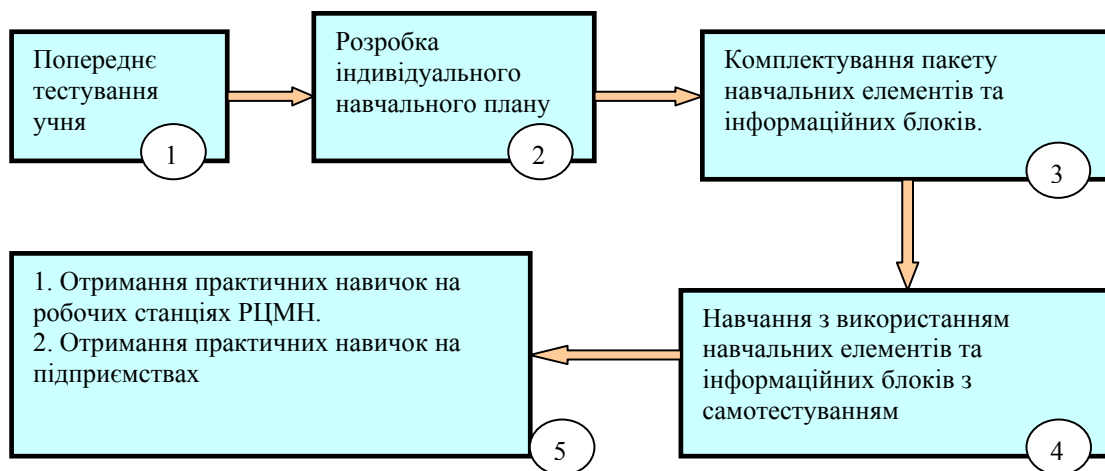 Попереднє
тестування
учня
1
Розробка
індивідуального
навчального плану
2
Комплектування пакету
навчальних елементів та
інформаційних блоків.
3
Навчання з використанням
навчальних елементів та
інформаційних блоків з
самотестуванням
4
1. Отримання практичних навичок на
робочих станціях РЦМН.
2. Отримання практичних навичок на
підприємствах
5